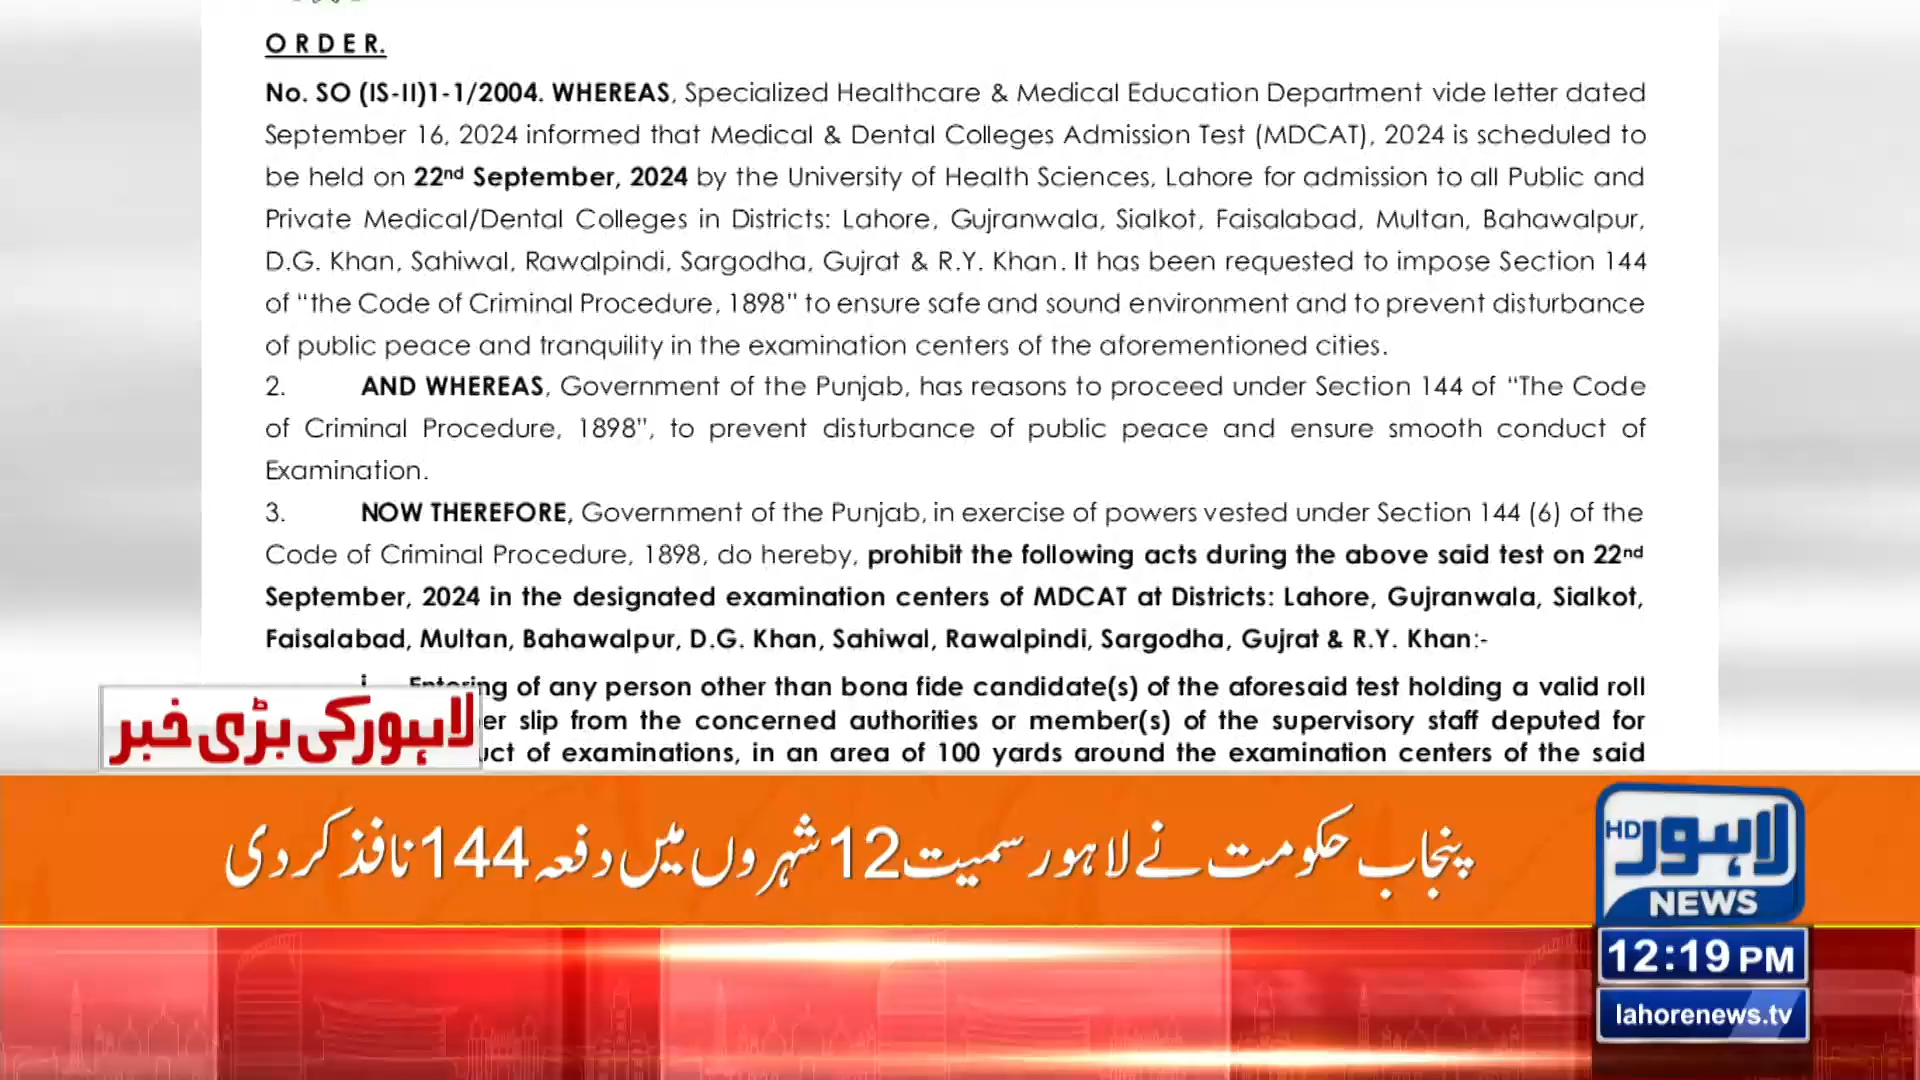 ORDER.
No. SO (IS-II)1-1/2004. WHEREAS, Specialized Healthcare & Medical Education Department vide letter dated
September 16, 2024 informed that Medical & Dental Colleges Admission Test (MDCAT), 2024 is scheduled to
be held on 22nd September, 2024 by the University of Health Sciences, Lahore for admission to all Public and
Private Medical/Dental Colleges in Districts: Lahore, Gujranwala, Sialkot, Faisalabad, Multan, Bahawalpur,
D.G. Khan, Sahiwal, Rawalpindi, Sargodha, Gujrat & R.Y. Khan. It has been requested to impose Section 144
of “the Code of Criminal Procedure, 1898” to ensure safe and sound environment and to prevent disturbance
of public peace and tranquility in the examination centers of the aforementioned cities.
2. AND WHEREAS, Government of the Punjab, has reasons to proceed under Section 144 of “The Code
of Criminal Procedure, 1898”, to prevent disturbance of public peace and ensure smooth conduct of
Examination.
3. NOW THEREFORE, Government of the Punjab, in exercise of powers vested under Section 144 (6) of the
Code of Criminal Procedure, 1898, do hereby, prohibit the following acts during the above said test on 22nd
September, 2024 in the designated examination centers of MDCAT at Districts: Lahore, Gujranwala, Sialkot,
Faisalabad, Multan, Bahawalpur, D.G. Khan, Sahiwal, Rawalpindi, Sargodha, Gujrat & R.Y. Khan:-
i. Entering of any person other than bona fide candidate(s) of the aforesaid test holding a valid roll
er slip from the concerned authorities or member(s) of the supervisory staff deputed for
uct of examinations, in an area of 100 yards around the examination centers of the said
لاہور کی بڑی خبر
پنجاب حکومت نے لاہور سمیت 12 شہروں میں دفعہ 144 نافذ کردی
لاہور HD
NEWS
12:19 PM
lahorenews.tv